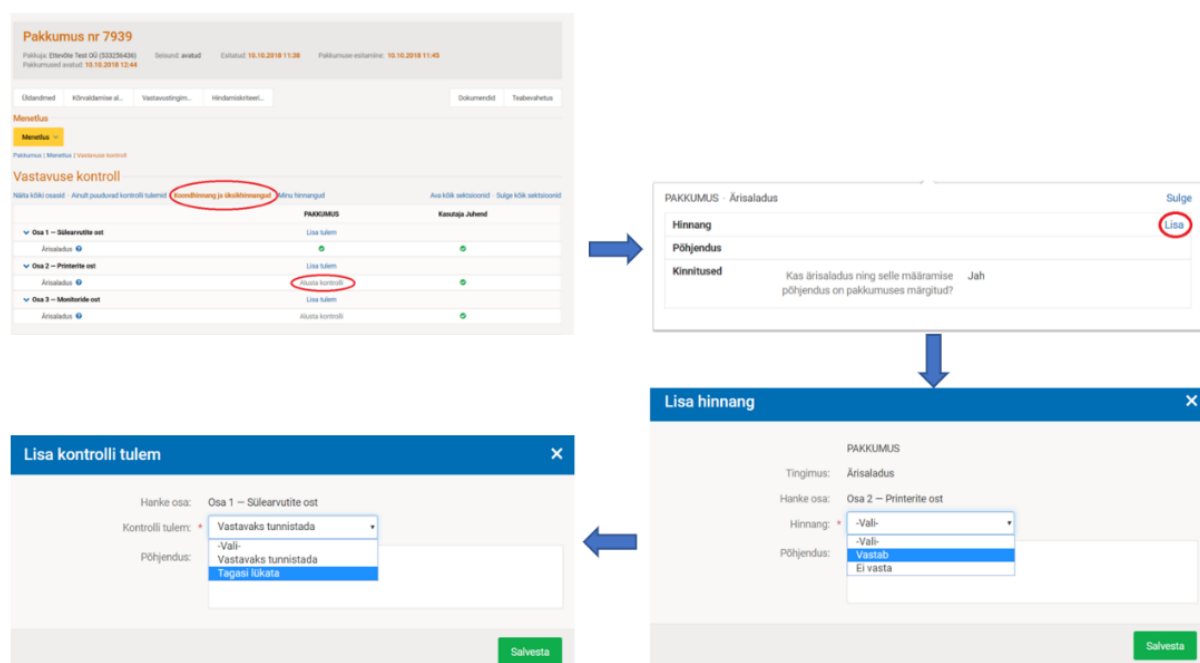 Pakkumus nr 7939
Pakkuja: Ettevõte Test OÜ (533256436) Seisund: avatud Esitatud: 10.10.2018 11:38 Pakkumuse esitamine: 10.10.2018 11:45
Pakkumused avatud: 10.10.2018 12:44
Üldandmed Kõrvaldamise al... Vastavustingim... Hindamiskriteeri... Dokumendid Teabevahetus
Menetlus
Menetlus
Pakkumus | Menetlus | Vastavuse kontroll
Vastavuse kontroll
Näita kõiki osasid · Ainult puuduvad kontrolli tulemid · Koondhinnang ja üksikhinnangud · Minu hinnangud Ava kõik sektsioonid · Sulge kõik sektsioonid
PAKKUMUS Kasutaja Juhend
Osa 1 — Sülearvutite ost Lisa tulem
Ärisaladus
Osa 2 — Printerite ost Lisa tulem
Ärisaladus Alusta kontrolli
Osa 3 — Monitoride ost Lisa tulem
Ärisaladus Alusta kontrolli
PAKKUMUS · Ärisaladus Sulge
Hinnang Lisa
Põhjendus
Kinnitused Kas ärisaladus ning selle määramise Jah
põhjendus on pakkumuses märgitud?
Lisa hinnang ×
PAKKUMUS
Tingimus: Ärisaladus
Hanke osa: Osa 2 — Printerite ost
Hinnang: * -Vali-
-Vali-
Põhjendus: Vastab
Ei vasta
Salvesta
Lisa kontrolli tulem ×
Hanke osa: Osa 1 — Sülearvutite ost
Kontrolli tulem: * Vastavaks tunnistada
-Vali-
Põhjendus: Vastavaks tunnistada
Tagasi lükata
Salvesta